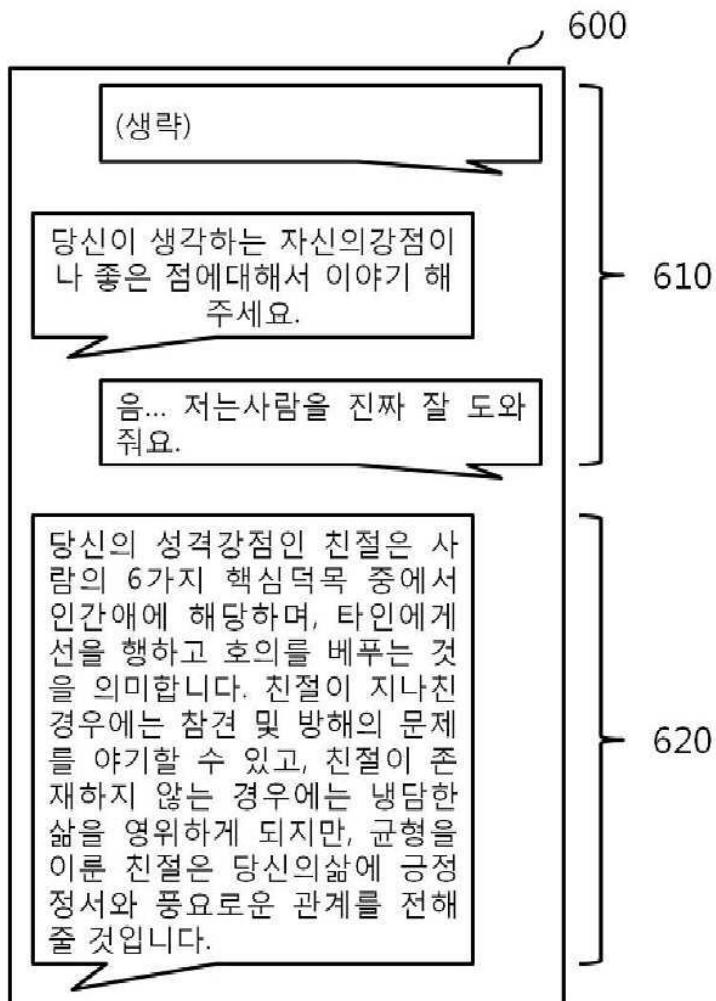 600
(생략)
당신이 생각하는 자신의강점이
나 좋은 점에대해서 이야기 해
주세요.
610
음... 저는사람을 진짜 잘 도와
줘요.
당신의 성격강점인 친절은 사
람의 6가지 핵심덕목 중에서
인간애에 해당하며, 타인에게
선을 행하고 호의를 베푸는 것
을 의미합니다. 친절이 지나친
경우에는 참견 및 방해의 문제
를 야기할 수 있고, 친절이 존
재하지 않는 경우에는 냉담한
삶을 영위하게 되지만, 균형을
이룬 친절은 당신의삶에 긍정
정서와 풍요로운 관계를 전해
줄 것입니다.
620